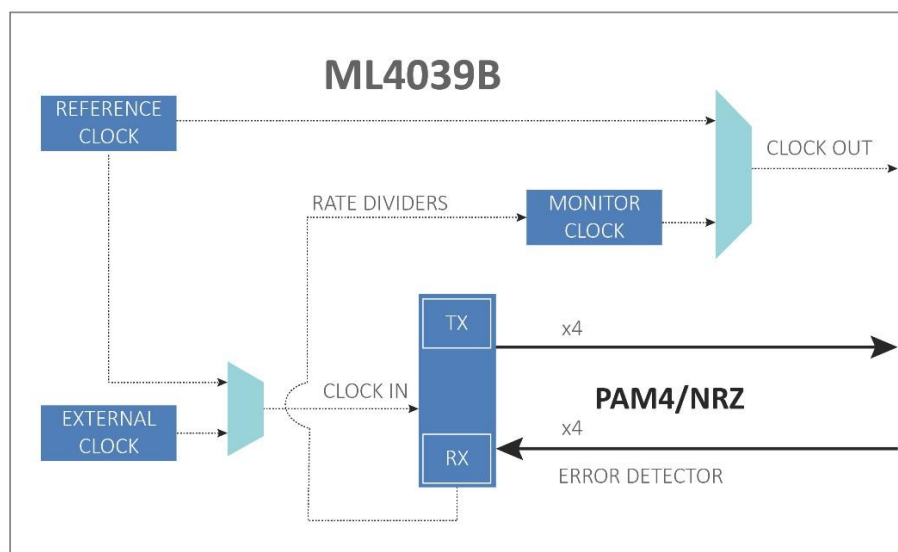 ML4039B
REFERENCE
CLOCK
CLOCK OUT
RATE DIVIDERS
MONITOR
CLOCK
TX
x4
CLOCK IN
PAM4/NRZ
EXTERNAL
CLOCK
x4
RX
ERROR DETECTOR